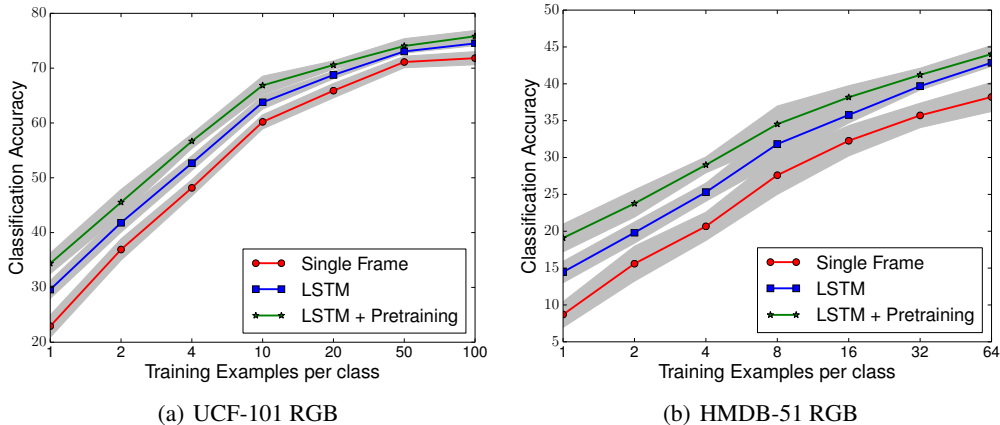 80
70
60
50
40
30
20
Classification Accuracy
Single Frame
LSTM
LSTM + Pretraining
1 2 4 10 20 50 100
Training Examples per class
(a) UCF-101 RGB
50
45
40
35
30
25
20
15
10
5
Classification Accuracy
Single Frame
LSTM
LSTM + Pretraining
1 2 4 8 16 32 64
Training Examples per class
(b) HMDB-51 RGB